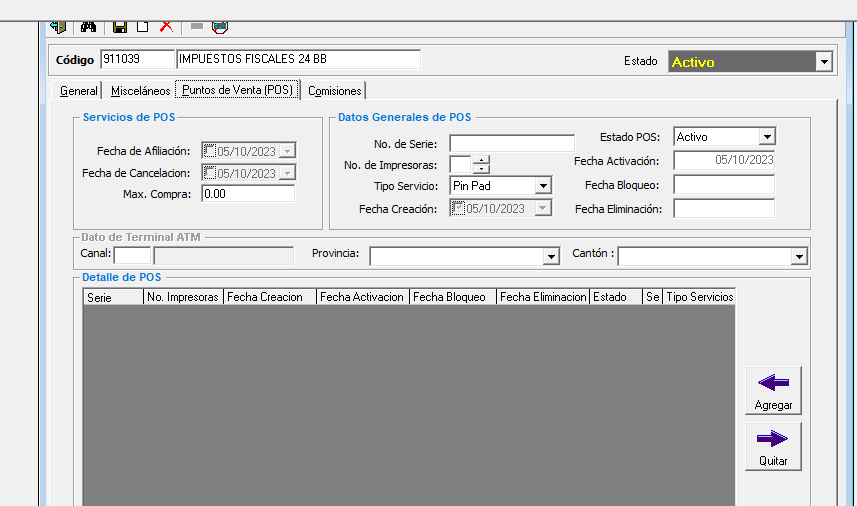 Código 911039 IMPUESTOS FISCALES 24 BB Estado Activo
General Misceláneos Puntos de Venta (POS) Comisiones
Servicios de POS
Fecha de Afiliación: 05/10/2023
Fecha de Cancelacion: 05/10/2023
Max. Compra: 0.00
Datos Generales de POS
No. de Serie:
No. de Impresoras:
Tipo Servicio: Pin Pad
Fecha Creación: 05/10/2023
Estado POS: Activo
Fecha Activación: 05/10/2023
Fecha Bloqueo:
Fecha Eliminación:
Dato de Terminal ATM
Canal: Provincia: Cantón :
Detalle de POS
Serie No. Impresoras Fecha Creacion Fecha Activacion Fecha Bloqueo Fecha Eliminacion Estado Se Tipo Servicios
Agregar
Quitar